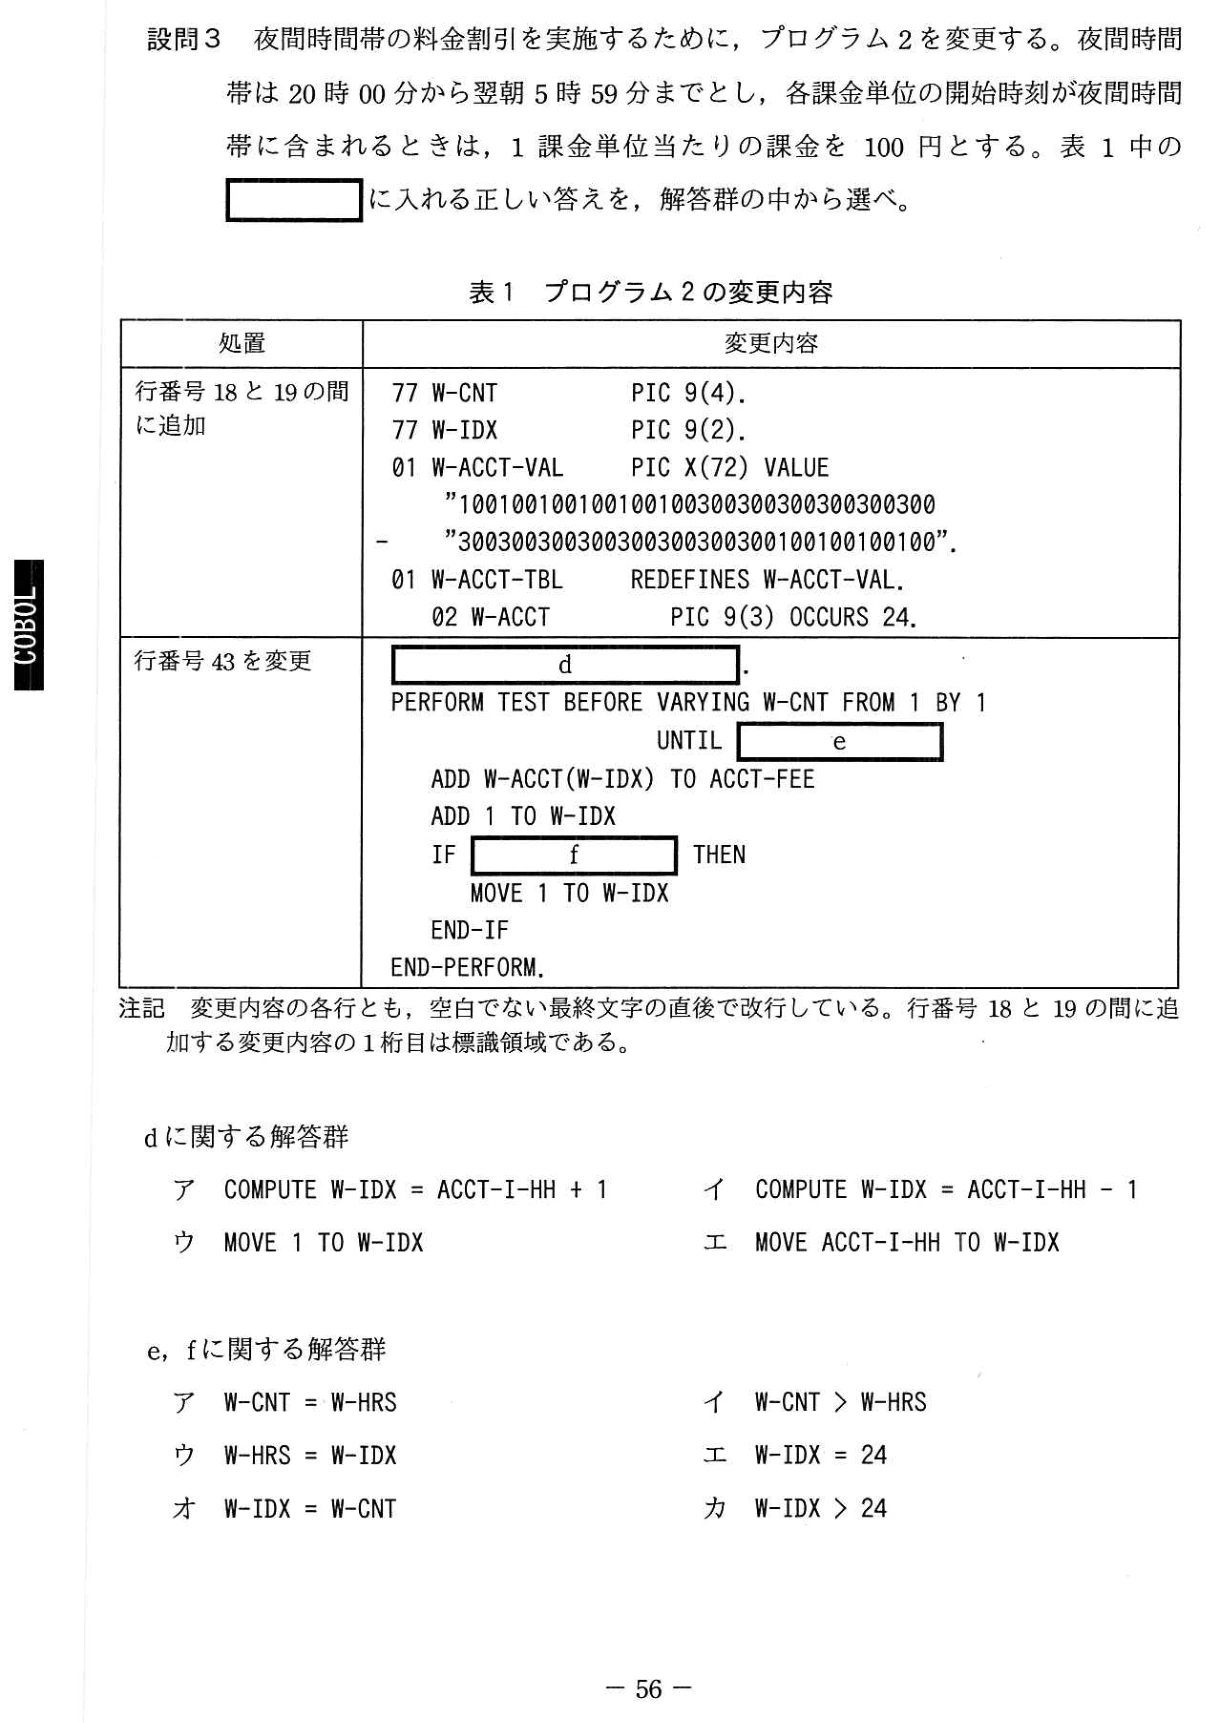 設問3 夜間時間帯の料金割引を実施するために，プログラム2を変更する。夜間時間
帯は 20 時 00 分から翌朝 5 時 59 分までとし，各課金単位の開始時刻が夜間時間
帯に含まれるときは，1 課金単位当たりの課金を 100 円とする。表 1 中の
に入れる正しい答えを，解答群の中から選べ。
表1 プログラム2の変更内容
処置 変更内容
行番号 18 と 19 の間
に追加
77 W-CNT PIC 9(4).
77 W-IDX PIC 9(2).
01 W-ACCT-VAL PIC X(72) VALUE
"100100100100100100300300300300300300
- "300300300300300300300300100100100100".
01 W-ACCT-TBL REDEFINES W-ACCT-VAL.
02 W-ACCT PIC 9(3) OCCURS 24.
行番号 43 を変更
d .
PERFORM TEST BEFORE VARYING W-CNT FROM 1 BY 1
UNTIL e
ADD W-ACCT(W-IDX) TO ACCT-FEE
ADD 1 TO W-IDX
IF f THEN
MOVE 1 TO W-IDX
END-IF
END-PERFORM.
注記 変更内容の各行とも，空白でない最終文字の直後で改行している。行番号 18 と 19 の間に追
加する変更内容の1桁目は標識領域である。
COBOL
dに関する解答群
ア COMPUTE W-IDX = ACCT-I-HH + 1 イ COMPUTE W-IDX = ACCT-I-HH - 1
ウ MOVE 1 TO W-IDX エ MOVE ACCT-I-HH TO W-IDX
e，fに関する解答群
ア W-CNT = W-HRS イ W-CNT > W-HRS
ウ W-HRS = W-IDX エ W-IDX = 24
オ W-IDX = W-CNT カ W-IDX > 24
－ 56 －